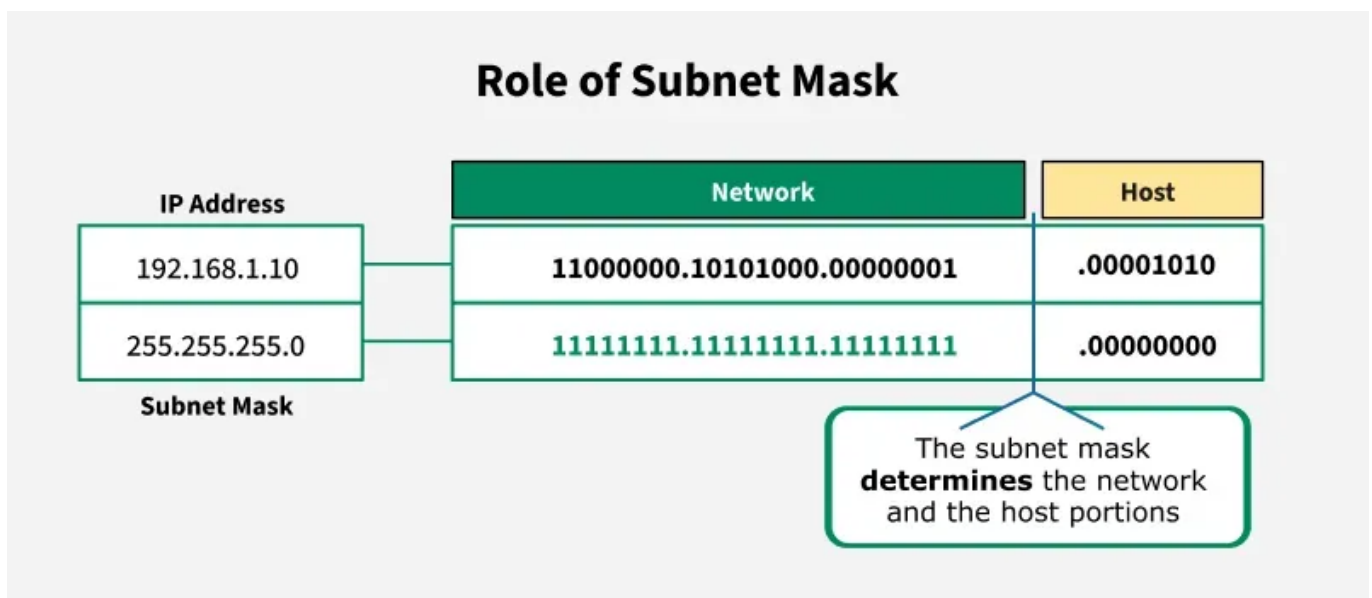 Role of Subnet Mask
Network
Host
IP Address
192.168.1.10
11000000.10101000.00000001
.00001010
255.255.255.0
11111111.11111111.11111111
.00000000
Subnet Mask
The subnet mask
determines the network
and the host portions